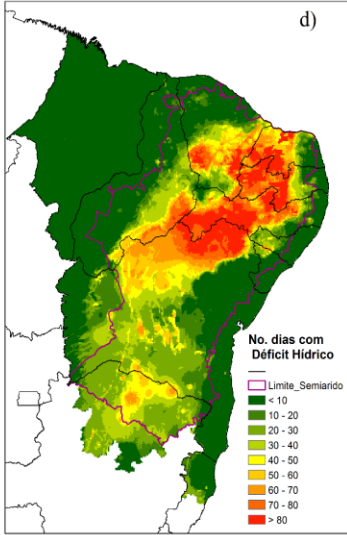 d)
No. dias com
Déficit Hídrico
Limite_Semiarido
< 10
10 - 20
20 - 30
30 - 40
40 - 50
50 - 60
60 - 70
70 - 80
> 80